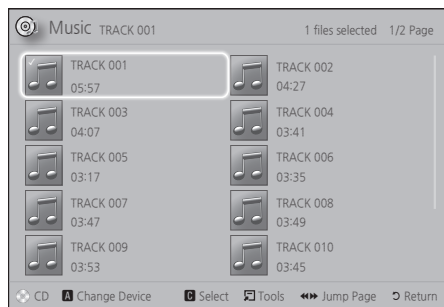 Music TRACK 001 1 files selected 1/2 Page
TRACK 001
05:57
TRACK 002
04:27
TRACK 003
04:07
TRACK 004
03:41
TRACK 005
03:17
TRACK 006
03:35
TRACK 007
03:47
TRACK 008
03:49
TRACK 009
03:53
TRACK 010
03:45
CD A Change Device C Select Tools Jump Page Return